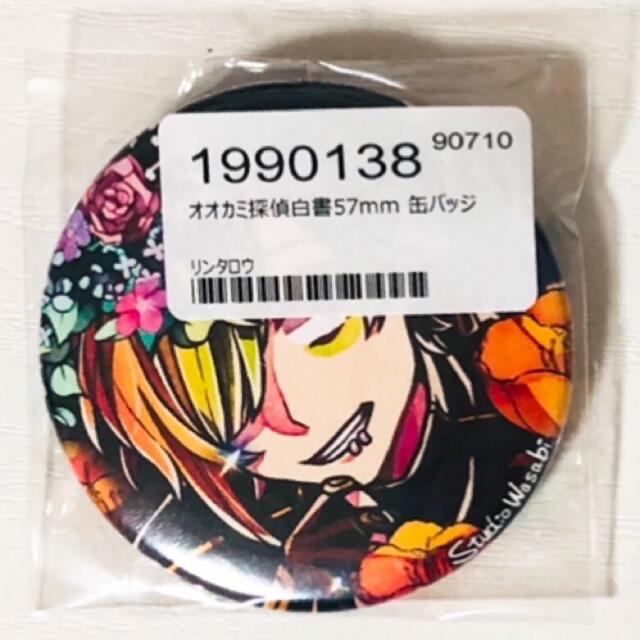 1990138 90710
オオカミ探偵白書57mm 缶バッジ
リンタロウ
Studio Wasabi